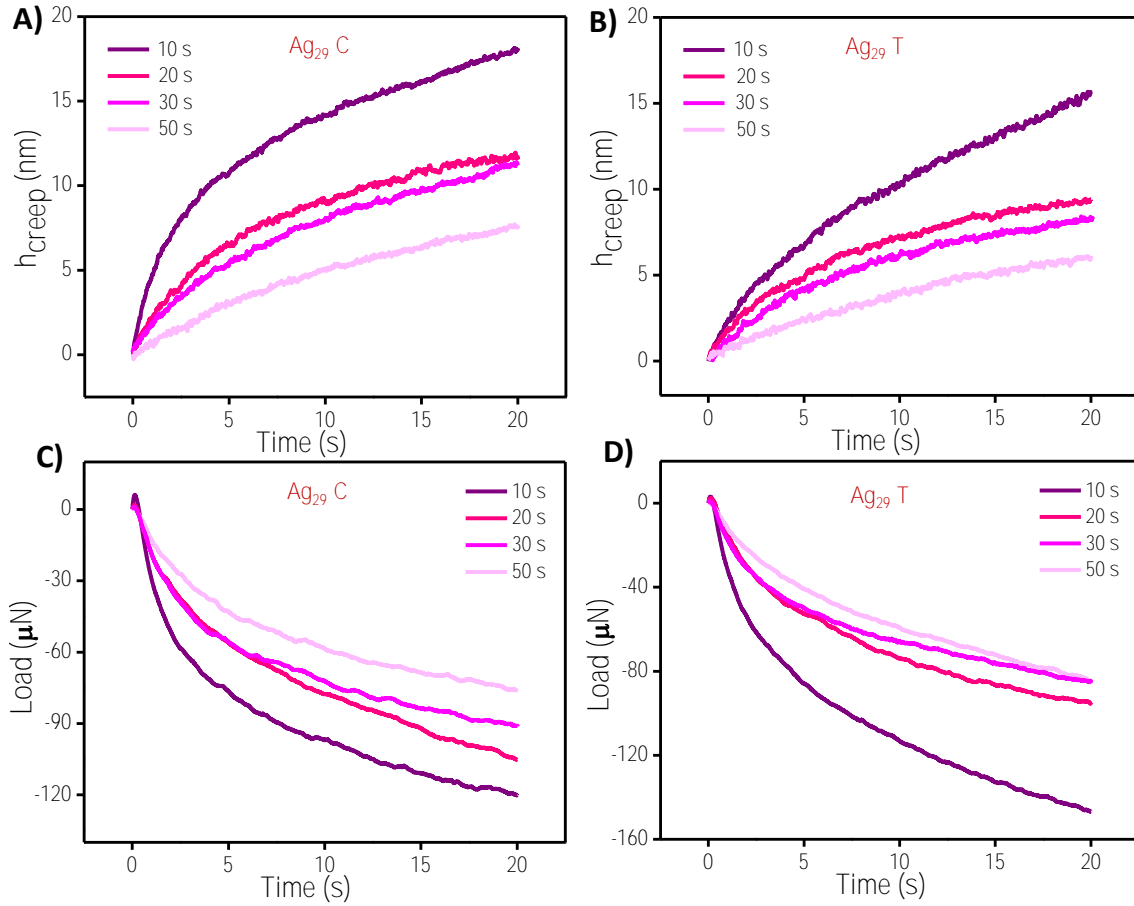 A)
Ag29 C
10 s
20 s
30 s
50 s
hcreep (nm)
20
15
10
5
0
0 5 10 15 20
Time (s)
B)
Ag29 T
10 s
20 s
30 s
50 s
hcreep (nm)
20
15
10
5
0
0 5 10 15 20
Time (s)
C)
Ag29 C
10 s
20 s
30 s
50 s
Load (μN)
0
-30
-60
-90
-120
0 5 10 15 20
Time (s)
D)
Ag29 T
10 s
20 s
30 s
50 s
Load (μN)
40
0
-40
-80
-120
-160
0 5 10 15 20
Time (s)